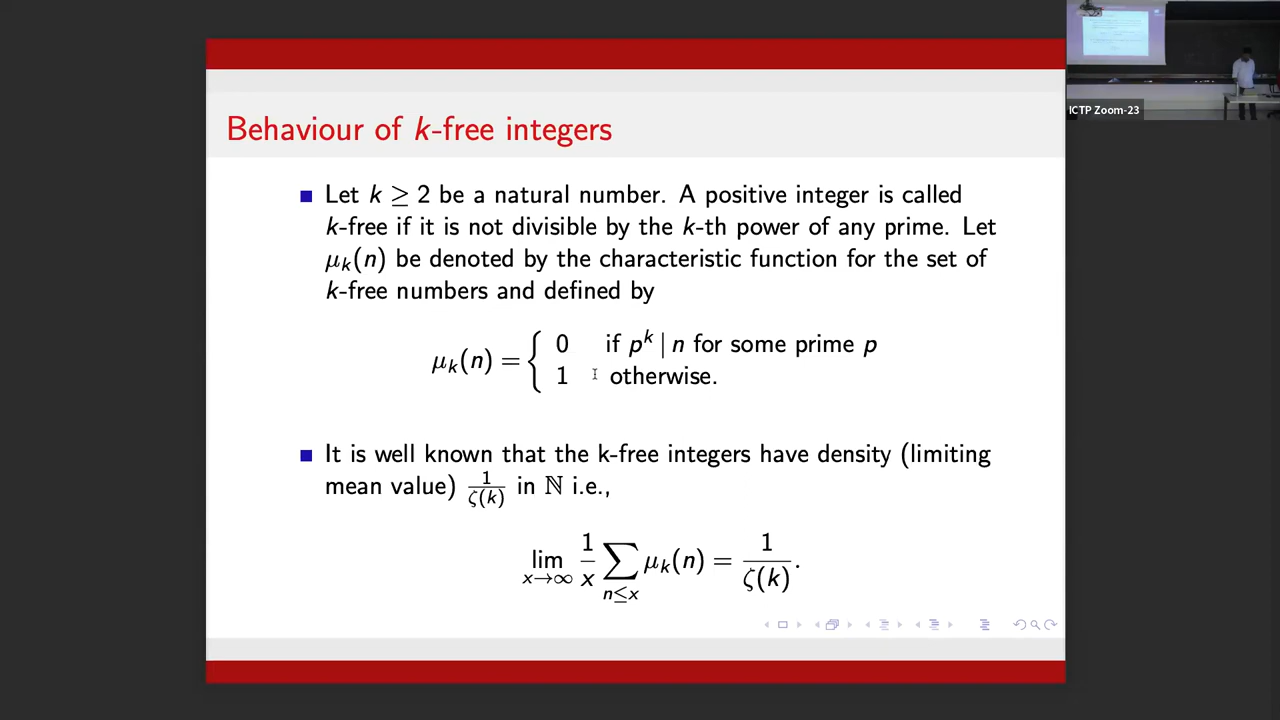 ICTP Zoom-23
Behaviour of k-free integers
Let k ≥ 2 be a natural number. A positive integer is called
k-free if it is not divisible by the k-th power of any prime. Let
μ_k(n) be denoted by the characteristic function for the set of
k-free numbers and defined by
μ_k(n) = { 0 if p^k | n for some prime p
1 otherwise.
It is well known that the k-free integers have density (limiting
mean value) 1/ζ(k) in ℕ i.e.,
lim_{x→∞} 1/x ∑_{n≤x} μ_k(n) = 1/ζ(k).